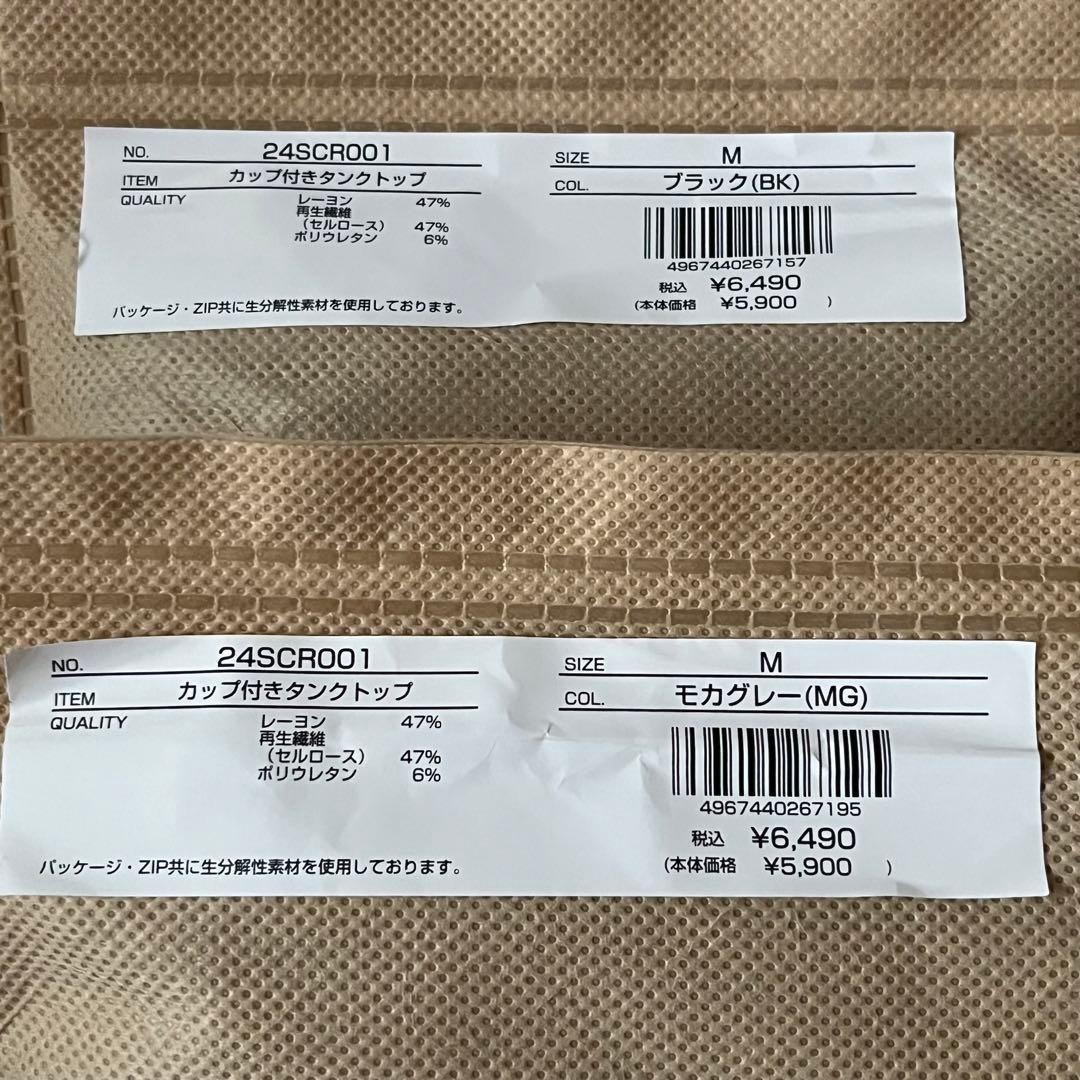 NO. 24SCR001
ITEM カップ付きタンクトップ
QUALITY レーヨン 47%
再生繊維
（セルロース） 47%
ポリウレタン 6%
パッケージ・ZIP共に生分解性素材を使用しております。
SIZE M
COL. ブラック(BK)
4967440267157
税込 ¥6,490
(本体価格 ¥5,900 )
NO. 24SCR001
ITEM カップ付きタンクトップ
QUALITY レーヨン 47%
再生繊維
（セルロース） 47%
ポリウレタン 6%
パッケージ・ZIP共に生分解性素材を使用しております。
SIZE M
COL. モカグレー(MG)
4967440267195
税込 ¥6,490
(本体価格 ¥5,900 )